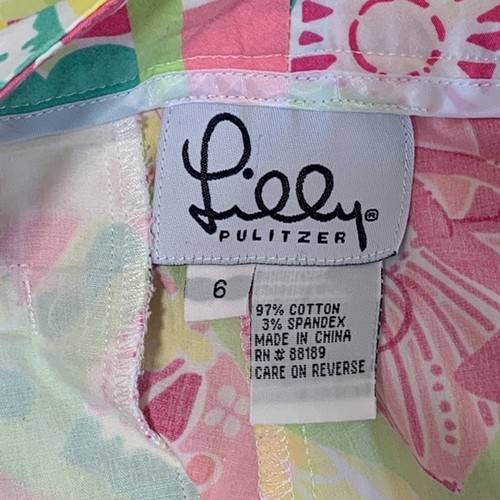 Lilly®
PULITZER
6
97% COTTON
3% SPANDEX
MADE IN CHINA
RN # 88189
CARE ON REVERSE